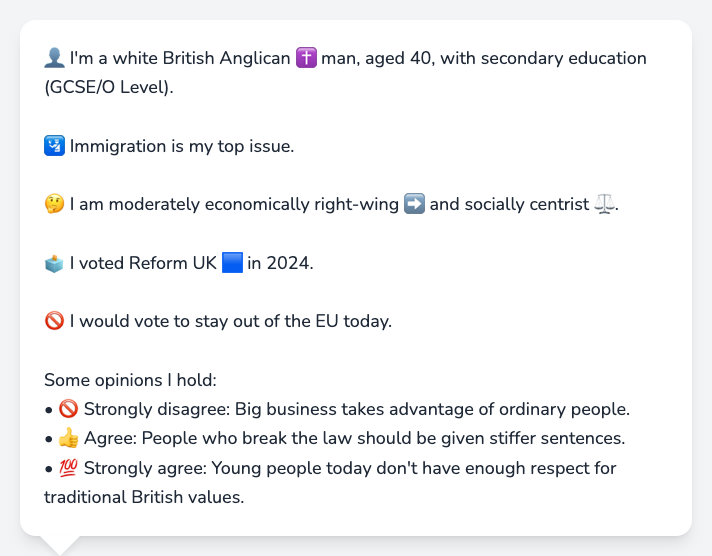 👤 I'm a white British Anglican ✝️ man, aged 40, with secondary education
(GCSE/O Level).
🛂 Immigration is my top issue.
🤔 I am moderately economically right-wing ➡️ and socially centrist ⚖️.
🗳️ I voted Reform UK 🟦 in 2024.
🚫 I would vote to stay out of the EU today.
Some opinions I hold:
• 🚫 Strongly disagree: Big business takes advantage of ordinary people.
• 👍 Agree: People who break the law should be given stiffer sentences.
• 💯 Strongly agree: Young people today don't have enough respect for
traditional British values.